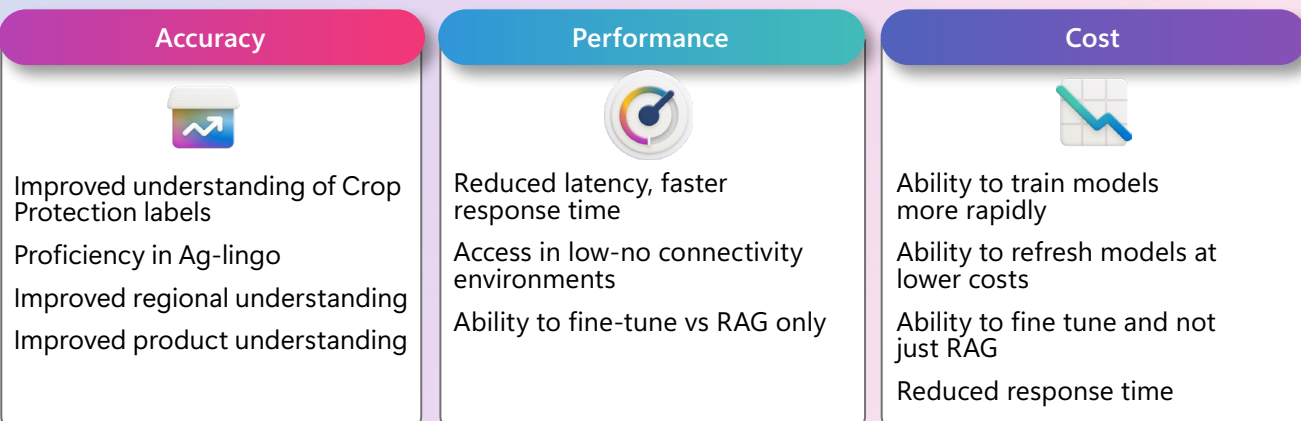 Accuracy
Improved understanding of Crop
Protection labels
Proficiency in Ag-lingo
Improved regional understanding
Improved product understanding
Performance
Reduced latency, faster
response time
Access in low-no connectivity
environments
Ability to fine-tune vs RAG only
Cost
Ability to train models
more rapidly
Ability to refresh models at
lower costs
Ability to fine tune and not
just RAG
Reduced response time